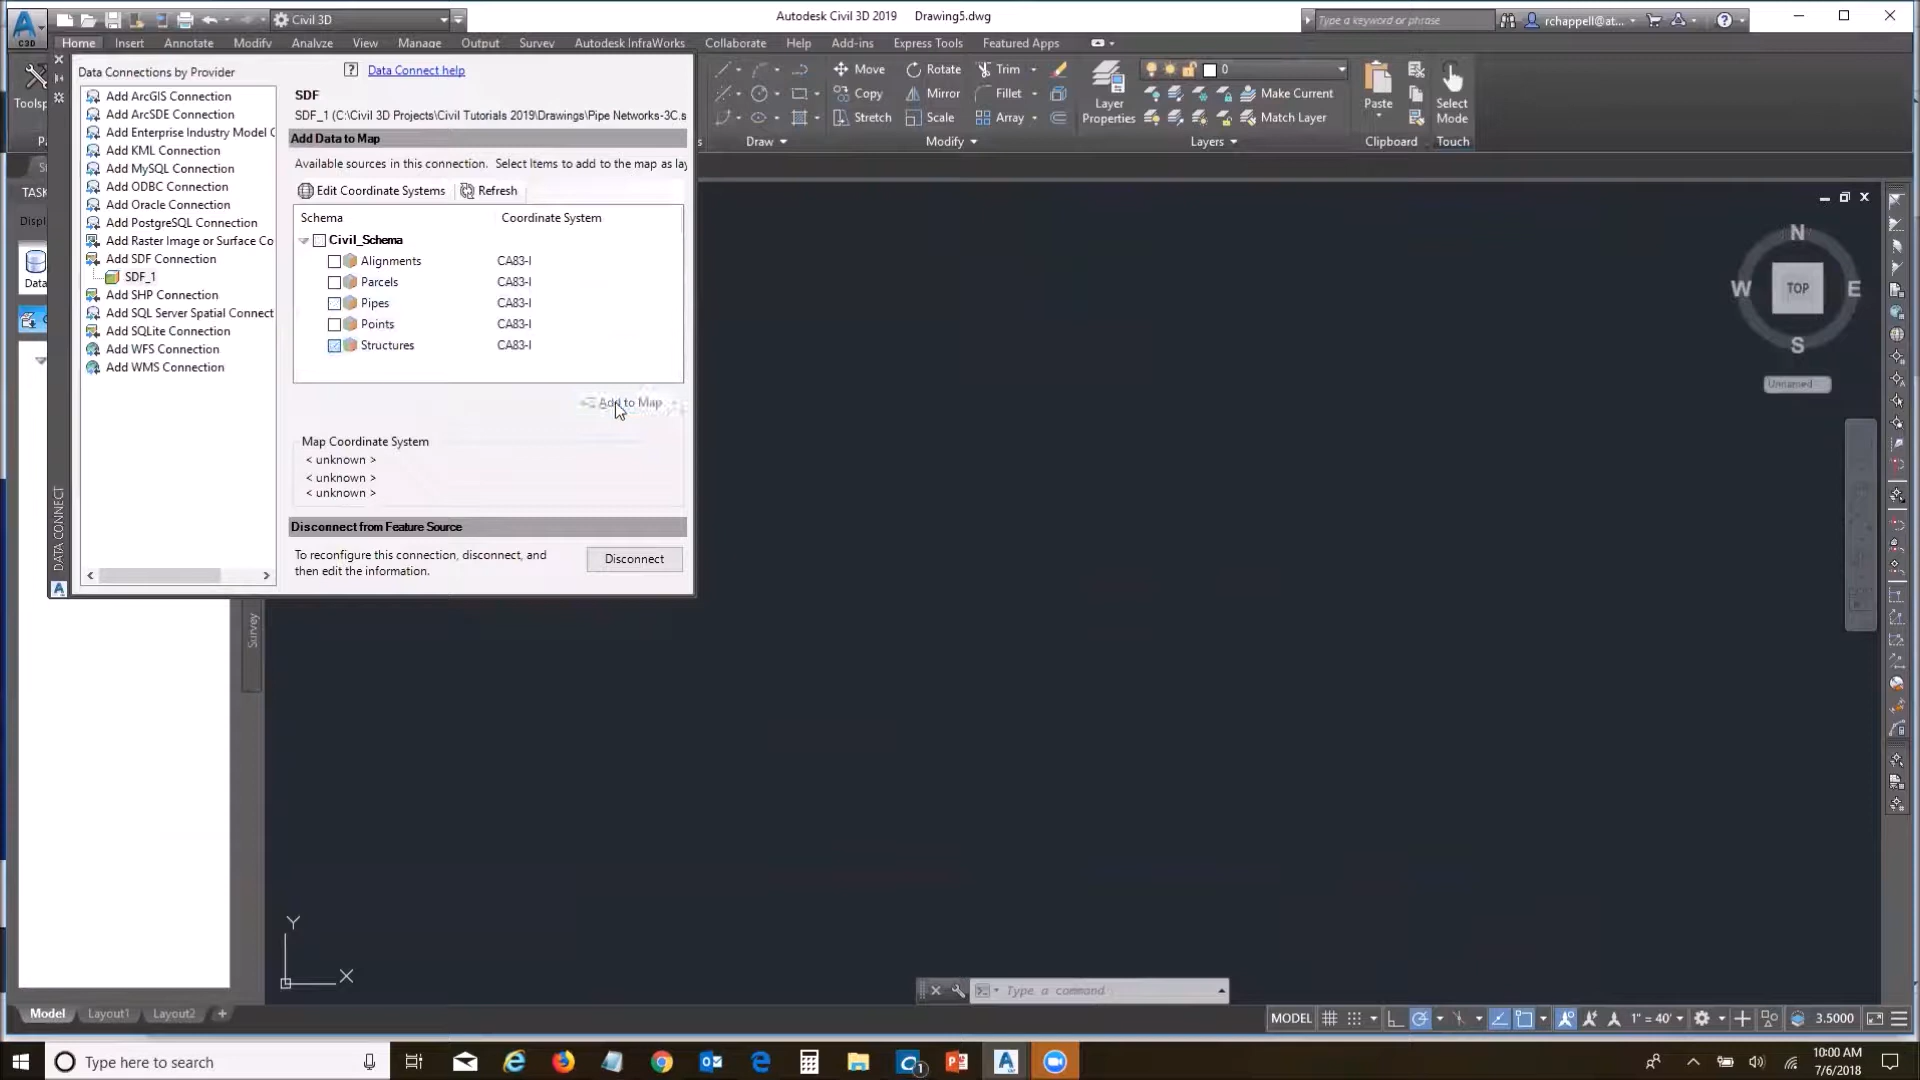 Civil 3D
Autodesk Civil 3D 2019 Drawing5.dwg
Type a keyword or phrase
rchappell@at...
C3D
Home Insert Annotate Modify Analyze View Manage Output Survey Autodesk InfraWorks Collaborate Help Add-ins Express Tools Featured Apps
Data Connections by Provider
Data Connect help
Add ArcGIS Connection
Add ArcSDE Connection
Add Enterprise Industry Model C
Add KML Connection
Add MySQL Connection
Add ODBC Connection
Add Oracle Connection
Add PostgreSQL Connection
Add Raster Image or Surface Co
Add SDF Connection
SDF_1
Add SHP Connection
Add SQL Server Spatial Connect
Add SQLite Connection
Add WFS Connection
Add WMS Connection
SDF
SDF_1 (C:\Civil 3D Projects\Civil Tutorials 2019\Drawings\Pipe Networks-3C.s
Add Data to Map
Available sources in this connection. Select Items to add to the map as lay
Edit Coordinate Systems Refresh
Schema Coordinate System
Civil_Schema
Alignments CA83-I
Parcels CA83-I
Pipes CA83-I
Points CA83-I
Structures CA83-I
Add to Map
Map Coordinate System
< unknown >
< unknown >
< unknown >
Disconnect from Feature Source
To reconfigure this connection, disconnect, and
then edit the information.
Disconnect
DATA CONNECT
Toolsp
TASK
Displ
Data
Survey
Move Rotate Trim
Copy Mirror Fillet
Stretch Scale Array
Draw Modify
Layer
Properties
0
Make Current
Match Layer
Layers
Paste
Clipboard
Select
Mode
Touch
N
W TOP E
S
Unnamed
Y
X
Type a command
Model Layout1 Layout2 +
MODEL 1" = 40' 3.5000
Type here to search
1
10:00 AM
7/6/2018